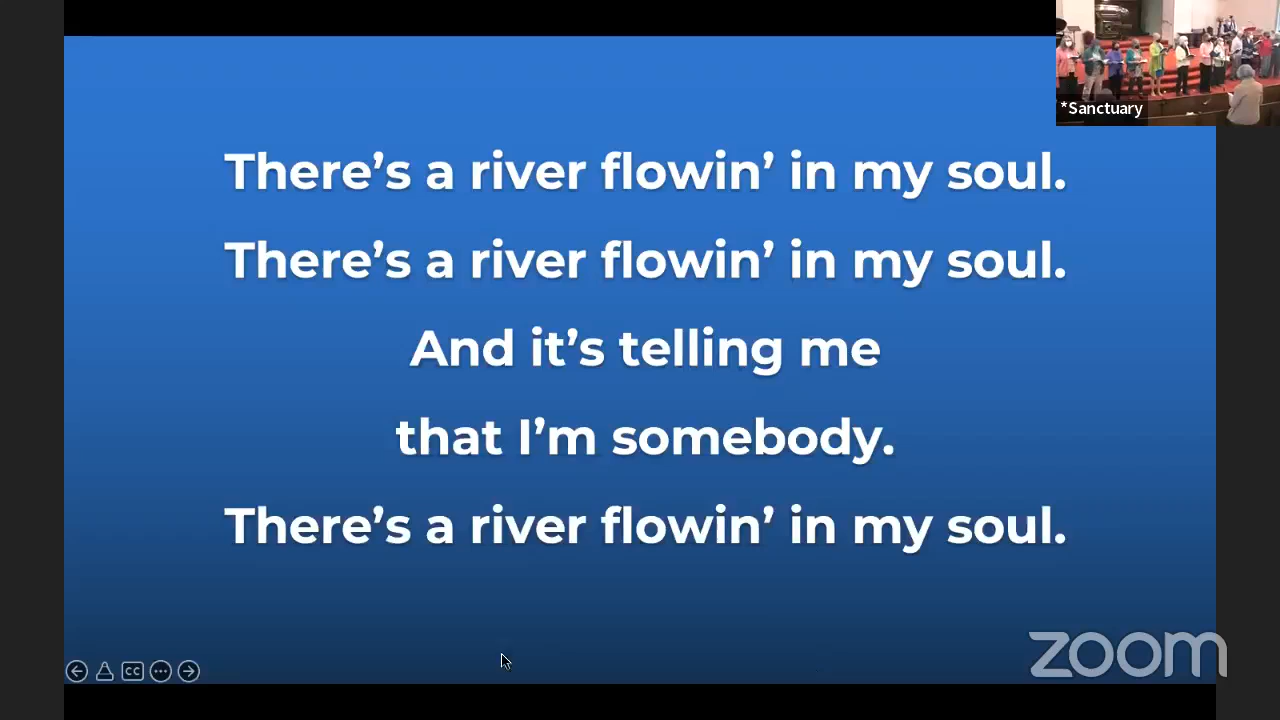 *Sanctuary
There’s a river flowin’ in my soul.
There’s a river flowin’ in my soul.
And it’s telling me
that I’m somebody.
There’s a river flowin’ in my soul.
CC
zoom